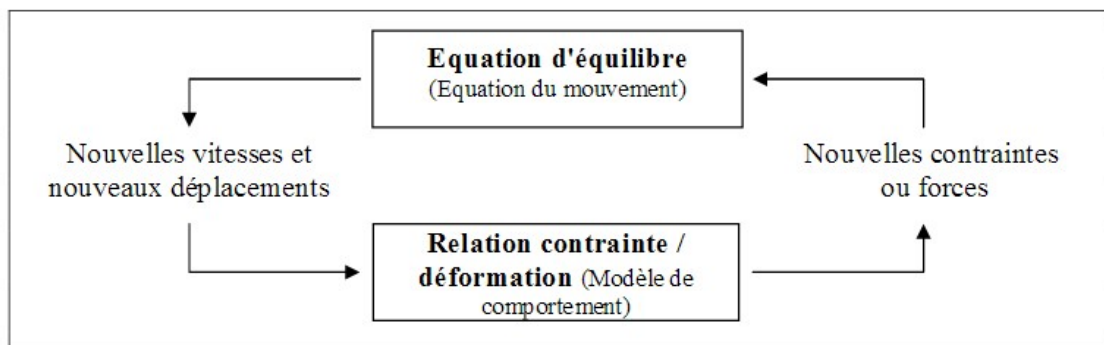 Equation d'équilibre
(Equation du mouvement)
Nouvelles vitesses et
nouveaux déplacements
Nouvelles contraintes
ou forces
Relation contrainte /
déformation (Modèle de
comportement)